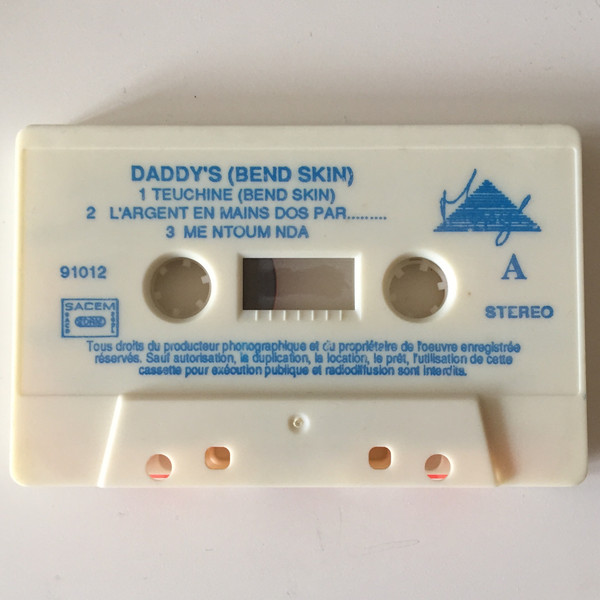 DADDY'S (BEND SKIN)
1 TEUCHINE (BEND SKIN)
2 L'ARGENT EN MAINS DOS PAR.........
3 ME NTOUM NDA
91012
A
SACEM
SDRM
STEREO
Tous droits du producteur phonographique et du propriétaire de l'oeuvre enregistrée
réservés. Sauf autorisation, la duplication, la location, le prêt, l'utilisation de cette
cassette pour exécution publique et radiodiffusion sont interdits.